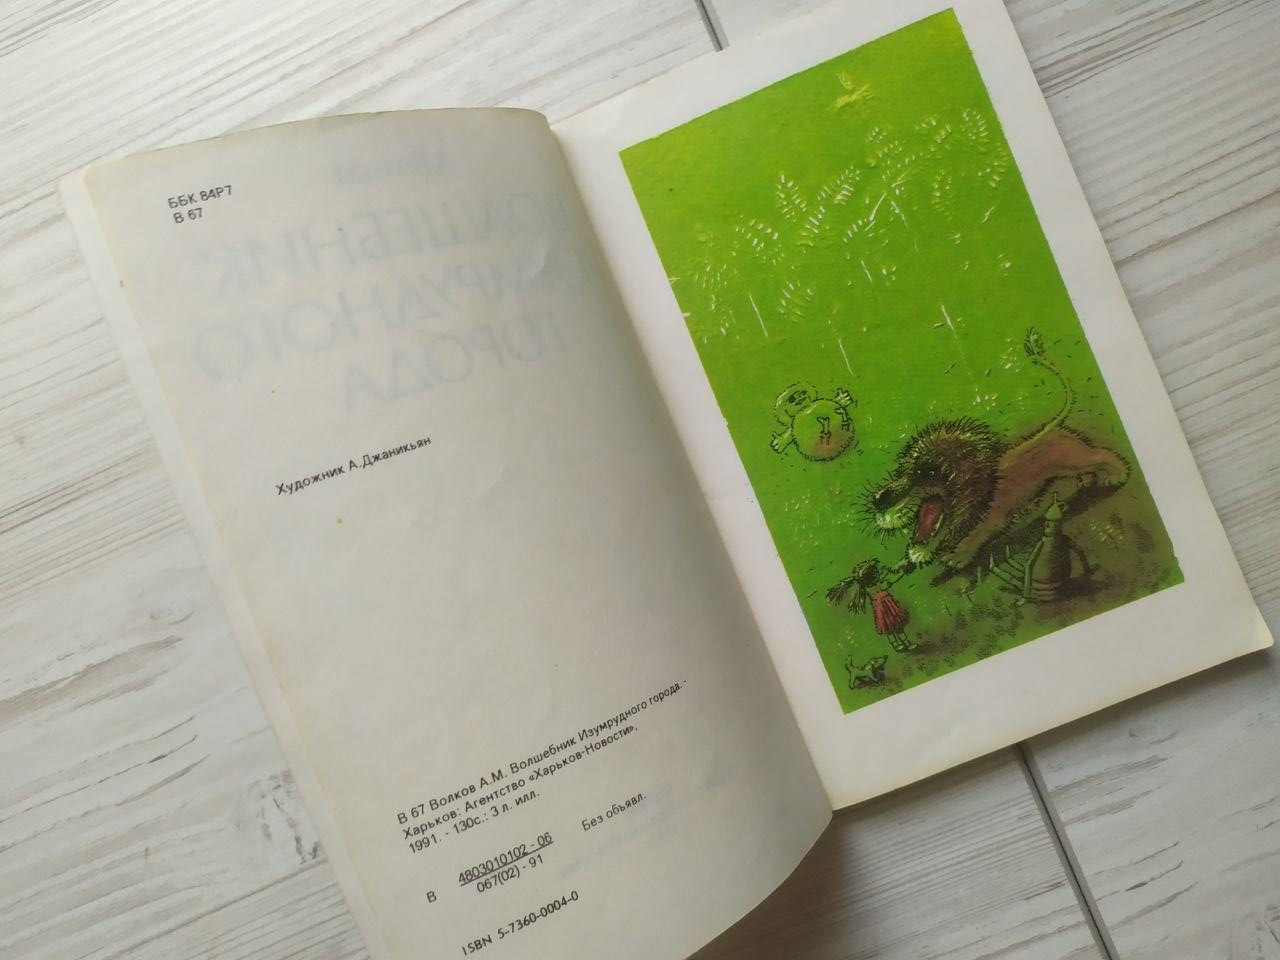 ББК 84Р7
В 67
Художник А.Джаникьян
В 67 Волков А.М. Волшебник Изумрудного города. -
Харьков: Агентство «Харьков-Новости»,
1991. - 130с.: 3 л. илл.
В 4803010102 - 06 Без объявл.
067(02) - 91
ISBN 5-7360-0004-0